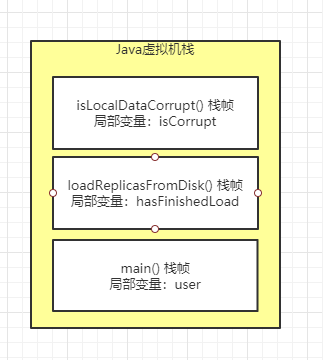 Java虚拟机栈
isLocalDataCorrupt() 栈帧
局部变量：isCorrupt
loadReplicasFromDisk() 栈帧
局部变量：hasFinishedLoad
main() 栈帧
局部变量：user